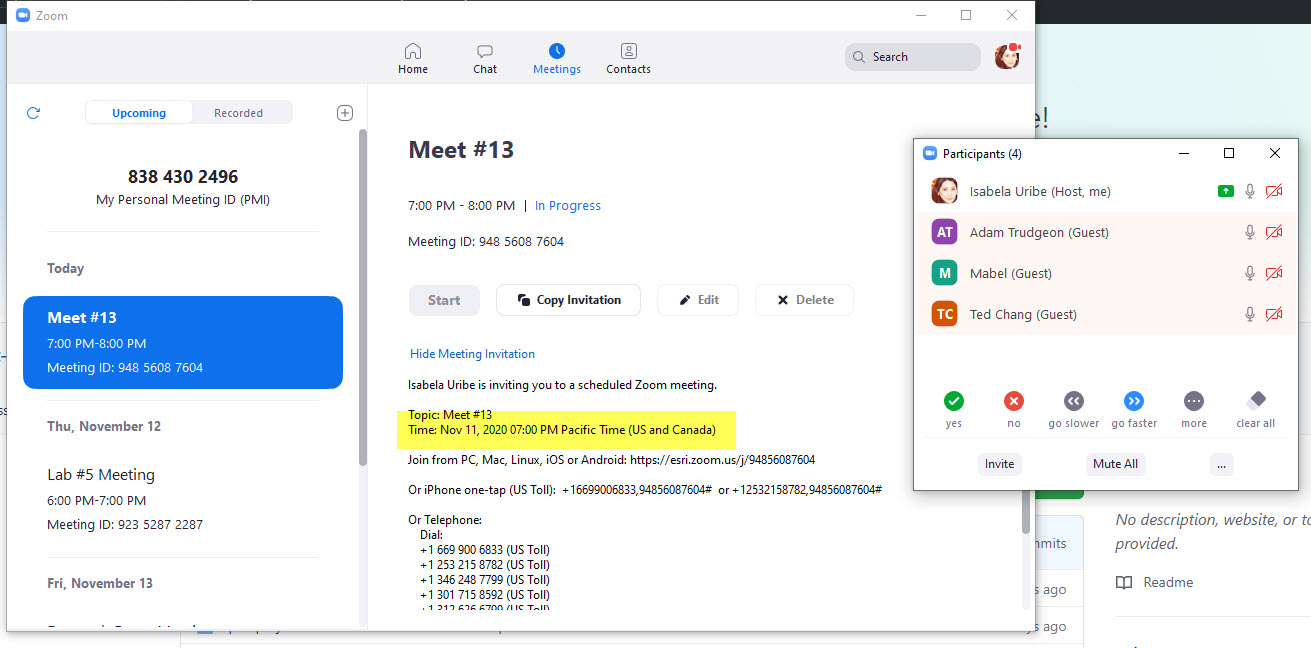 Zoom
Home
Chat
Meetings
Contacts
Search
Upcoming
Recorded
838 430 2496
My Personal Meeting ID (PMI)
Today
Meet #13
7:00 PM-8:00 PM
Meeting ID: 948 5608 7604
Thu, November 12
Lab #5 Meeting
6:00 PM-7:00 PM
Meeting ID: 923 5287 2287
Fri, November 13
Meet #13
7:00 PM - 8:00 PM | In Progress
Meeting ID: 948 5608 7604
Start
Copy Invitation
Edit
Delete
Hide Meeting Invitation
Isabela Uribe is inviting you to a scheduled Zoom meeting.
Topic: Meet #13
Time: Nov 11, 2020 07:00 PM Pacific Time (US and Canada)
Join from PC, Mac, Linux, iOS or Android: https://esri.zoom.us/j/94856087604
Or iPhone one-tap (US Toll): +16699006833,94856087604# or +12532158782,94856087604#
Or Telephone:
Dial:
+1 669 900 6833 (US Toll)
+1 253 215 8782 (US Toll)
+1 346 248 7799 (US Toll)
+1 301 715 8592 (US Toll)
+1 312 626 6799 (US Toll)
e!
Participants (4)
Isabela Uribe (Host, me)
AT Adam Trudgeon (Guest)
M Mabel (Guest)
TC Ted Chang (Guest)
yes
no
go slower
go faster
more
clear all
Invite
Mute All
...
No description, website, or to
provided.
mmits
Readme
s ago
ys ago